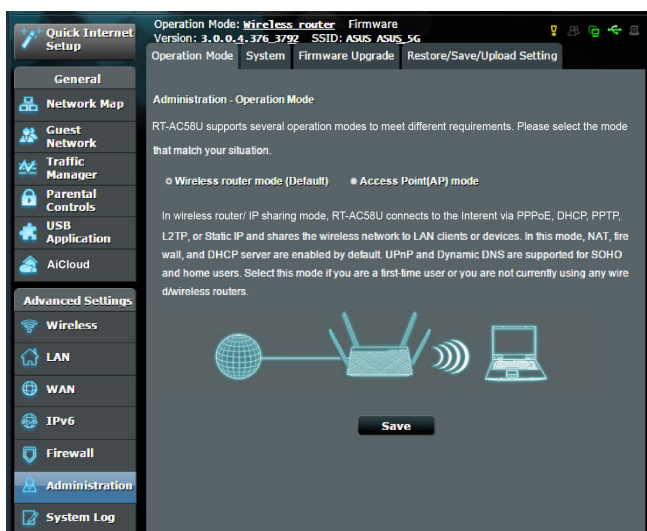 Quick Internet
Setup
General
Network Map
Guest
Network
Traffic
Manager
Parental
Controls
USB
Application
AiCloud
Advanced Settings
Wireless
LAN
WAN
IPv6
Firewall
Administration
System Log
Operation Mode: Wireless router Firmware
Version: 3.0.0.4.376_3792 SSID: ASUS ASUS_5G
Operation Mode System Firmware Upgrade Restore/Save/Upload Setting
Administration - Operation Mode
RT-AC58U supports several operation modes to meet different requirements. Please select the mode
that match your situation.
Wireless router mode (Default) Access Point(AP) mode
In wireless router/ IP sharing mode, RT-AC58U connects to the Interent via PPPoE, DHCP, PPTP,
L2TP, or Static IP and shares the wireless network to LAN clients or devices. In this mode, NAT, fire
wall, and DHCP server are enabled by default. UPnP and Dynamic DNS are supported for SOHO
and home users. Select this mode if you are a first-time user or you are not currently using any wire
d/wireless routers.
Save